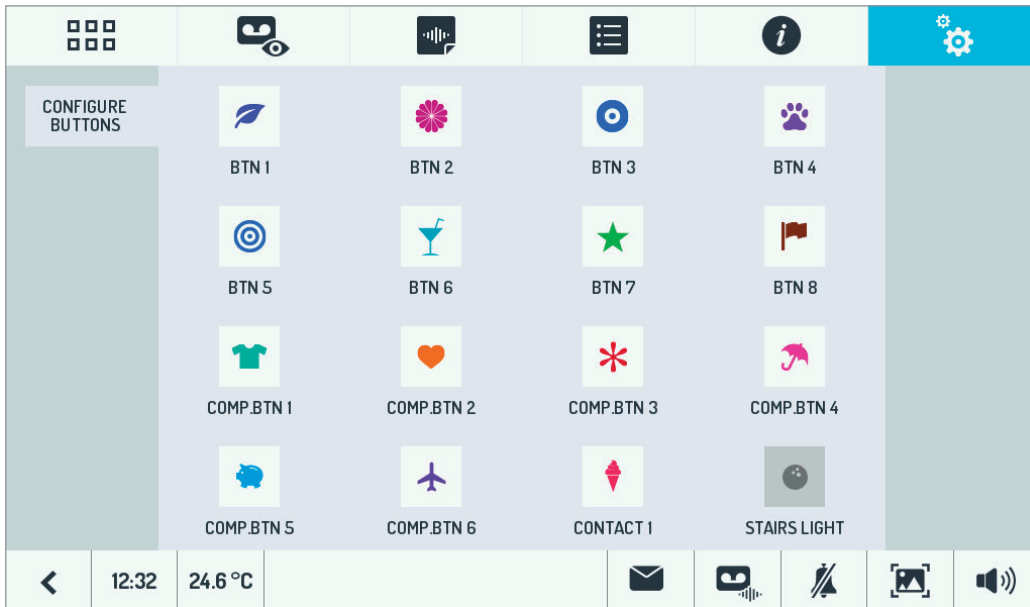 CONFIGURE
BUTTONS
BTN 1
BTN 2
BTN 3
BTN 4
BTN 5
BTN 6
BTN 7
BTN 8
COMP.BTN 1
COMP.BTN 2
COMP.BTN 3
COMP.BTN 4
COMP.BTN 5
COMP.BTN 6
CONTACT 1
STAIRS LIGHT
12:32
24.6 °C